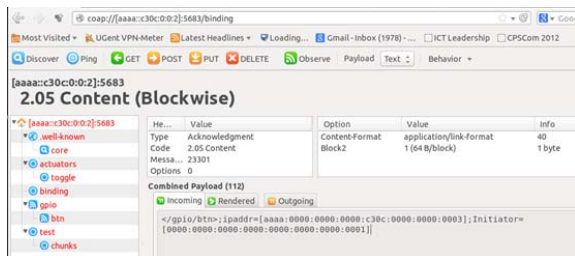 coap://[aaaa::c30c:0:0:2]:5683/binding
Goo
Most Visited UGent VPN-Meter Latest Headlines Loading... Gmail - Inbox (1978) - ... ICT Leadership CPSCom 2012
Discover Ping GET POST PUT DELETE Observe Payload Text Behavior
[aaaa::c30c:0:0:2]:5683
2.05 Content (Blockwise)
[aaaa::c30c:0:0:2]:5683
.well-known
core
actuators
toggle
binding
gpio
btn
test
chunks
He... Value
Type Acknowledgment
Code 2.05 Content
Messa... 23301
Options 0
Option Value Info
Content-Format application/link-format 40
Block2 1 (64 B/block) 1 byte
Combined Payload (112)
Incoming Rendered Outgoing
</gpio/btn>;ipaddr=[aaaa:0000:0000:0000:c30c:0000:0000:0003];Initiator=
[0000:0000:0000:0000:0000:0000:0000:0001]